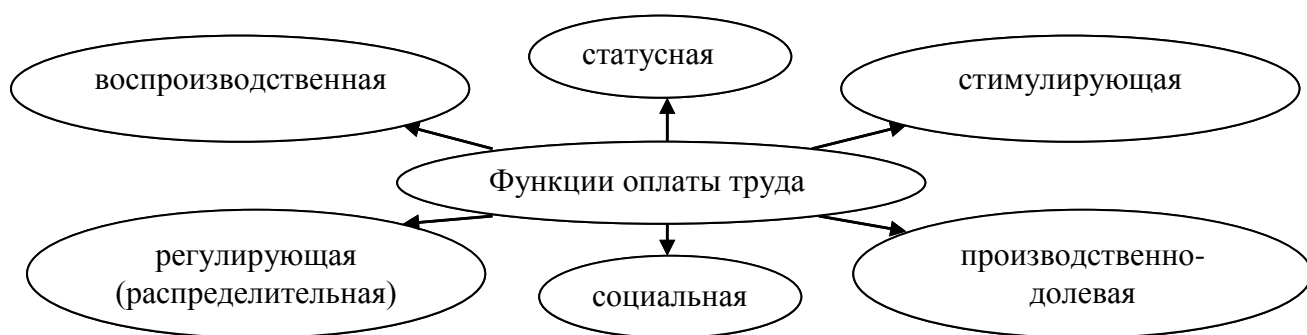 статусная
воспроизводственная
стимулирующая
Функции оплаты труда
регулирующая
(распределительная)
социальная
производственно-
долевая